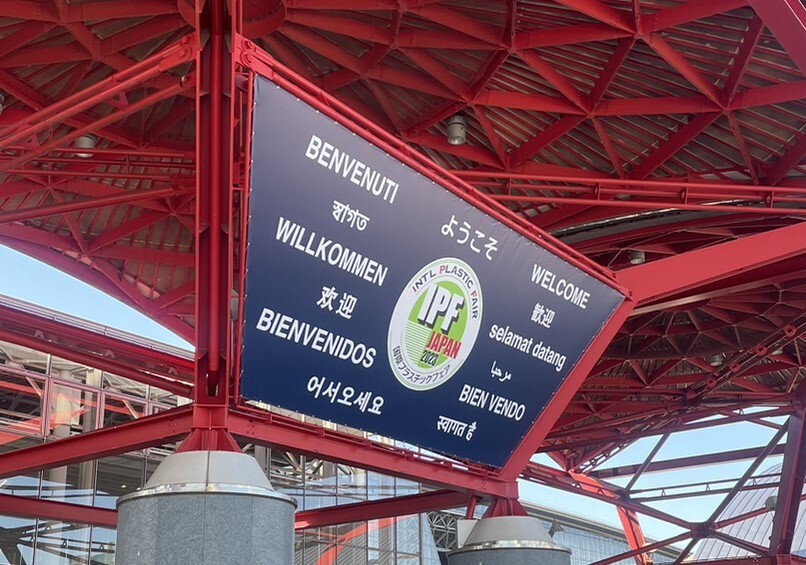 BENVENUTI
স্বাগত
WILLKOMMEN
欢迎
BIENVENIDOS
어서오세요
ようこそ
INT'L PLASTIC FAIR
IPF
JAPAN
2023
国際プラスチックフェア
WELCOME
歓迎
selamat datang
مرحبا
BIEN VENDO
स्वागत है